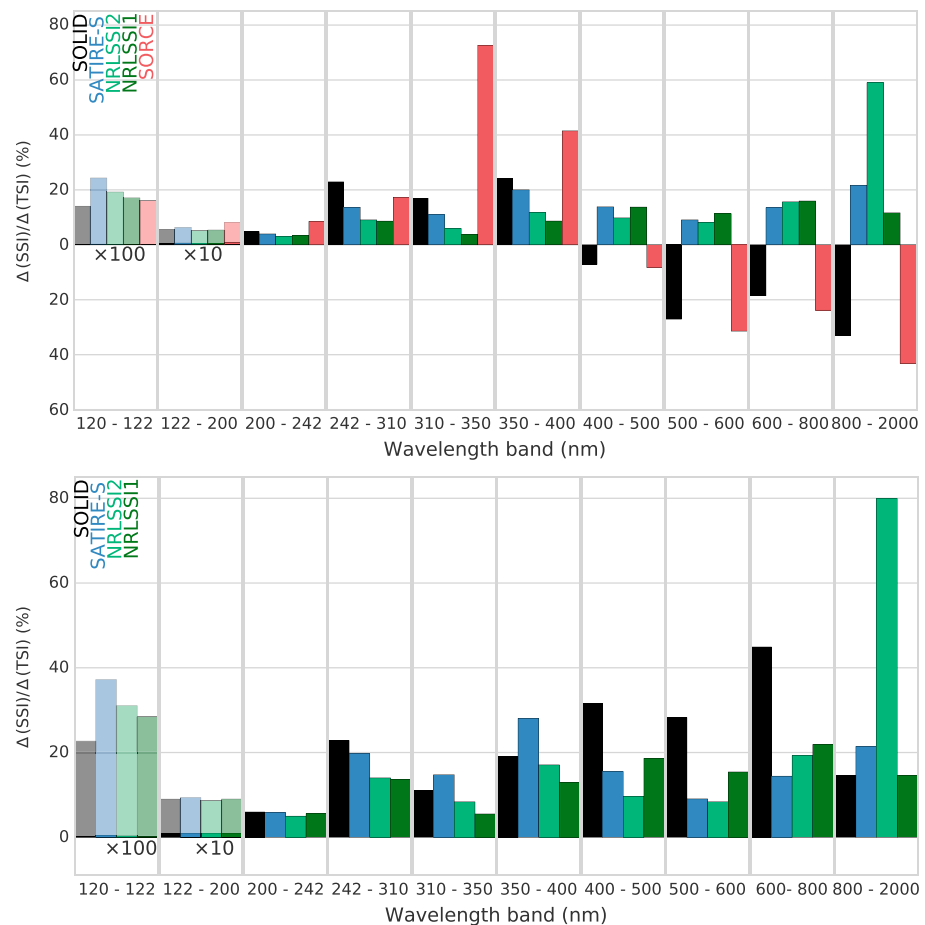 SOLID
SATIRE-S
NRLSSI2
NRLSSI1
SORCE
Δ(SSI)/Δ(TSI) (%)
80
60
40
20
0
20
40
60
×100
×10
120 - 122
122 - 200
200 - 242
242 - 310
310 - 350
350 - 400
400 - 500
500 - 600
600 - 800
800 - 2000
Wavelength band (nm)
SOLID
SATIRE-S
NRLSSI2
NRLSSI1
Δ(SSI)/Δ(TSI) (%)
80
60
40
20
0
×100
×10
120 - 122
122 - 200
200 - 242
242 - 310
310 - 350
350 - 400
400 - 500
500 - 600
600- 800
800 - 2000
Wavelength band (nm)